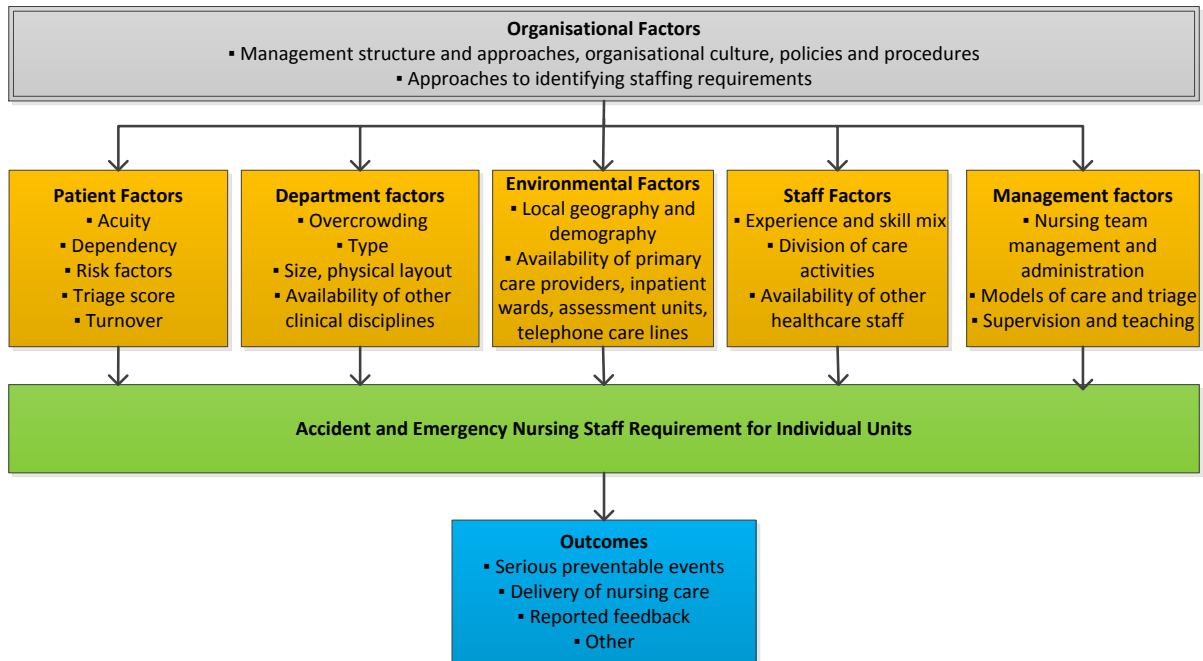 Organisational Factors
▪ Management structure and approaches, organisational culture, policies and procedures
▪ Approaches to identifying staffing requirements
Patient Factors
▪ Acuity
▪ Dependency
▪ Risk factors
▪ Triage score
▪ Turnover
Department factors
▪ Overcrowding
▪ Type
▪ Size, physical layout
▪ Availability of other
clinical disciplines
Environmental Factors
▪ Local geography and
demography
▪ Availability of primary
care providers, inpatient
wards, assessment units,
telephone care lines
Staff Factors
▪ Experience and skill mix
▪ Division of care
activities
▪ Availability of other
healthcare staff
Management factors
▪ Nursing team
management and
administration
▪ Models of care and triage
▪ Supervision and teaching
Accident and Emergency Nursing Staff Requirement for Individual Units
Outcomes
▪ Serious preventable events
▪ Delivery of nursing care
▪ Reported feedback
▪ Other